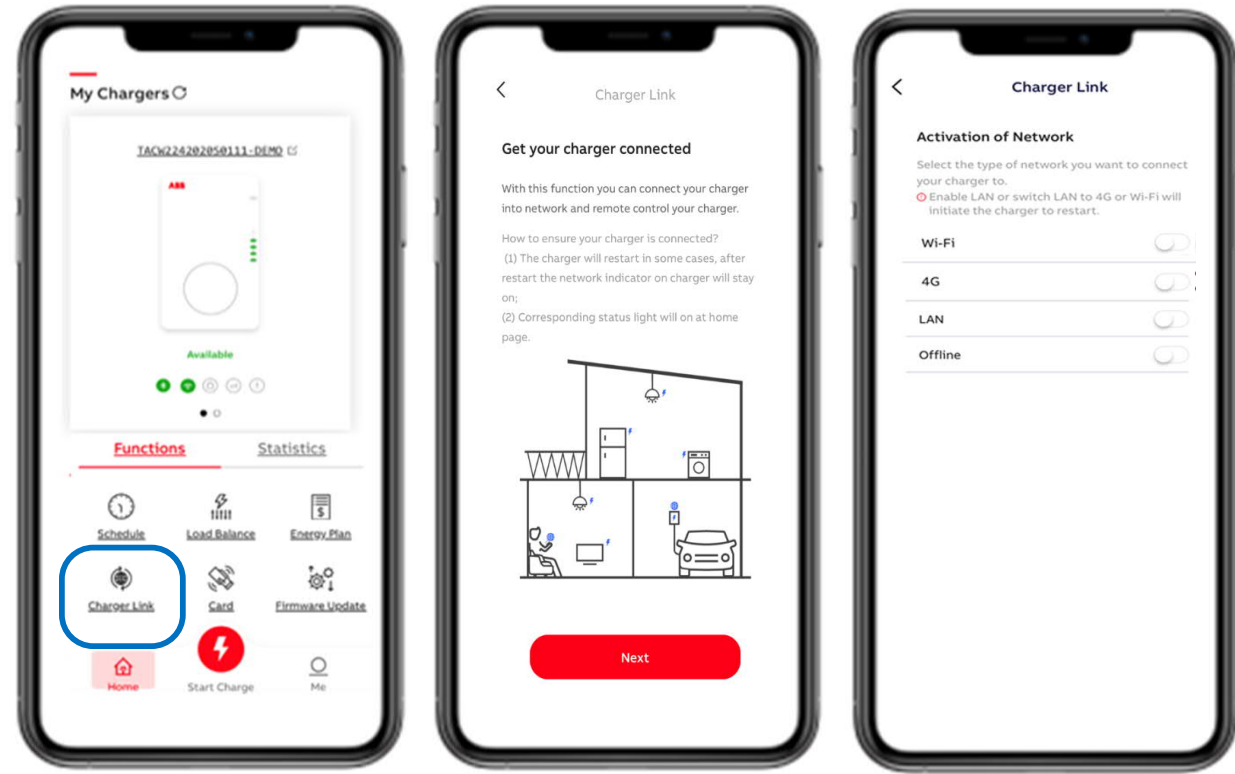 My Chargers
TACW224202050111-DEMO
ABB
Available
Functions
Statistics
Schedule
Load Balance
Energy Plan
Charger Link
Card
Firmware Update
Home
Start Charge
Me
Charger Link
Get your charger connected
With this function you can connect your charger
into network and remote control your charger.
How to ensure your charger is connected?
(1) The charger will restart in some cases, after
restart the network indicator on charger will stay
on;
(2) Corresponding status light will on at home
page.
Next
Charger Link
Activation of Network
Select the type of network you want to connect
your charger to.
Enable LAN or switch LAN to 4G or Wi-Fi will
initiate the charger to restart.
Wi-Fi
4G
LAN
Offline